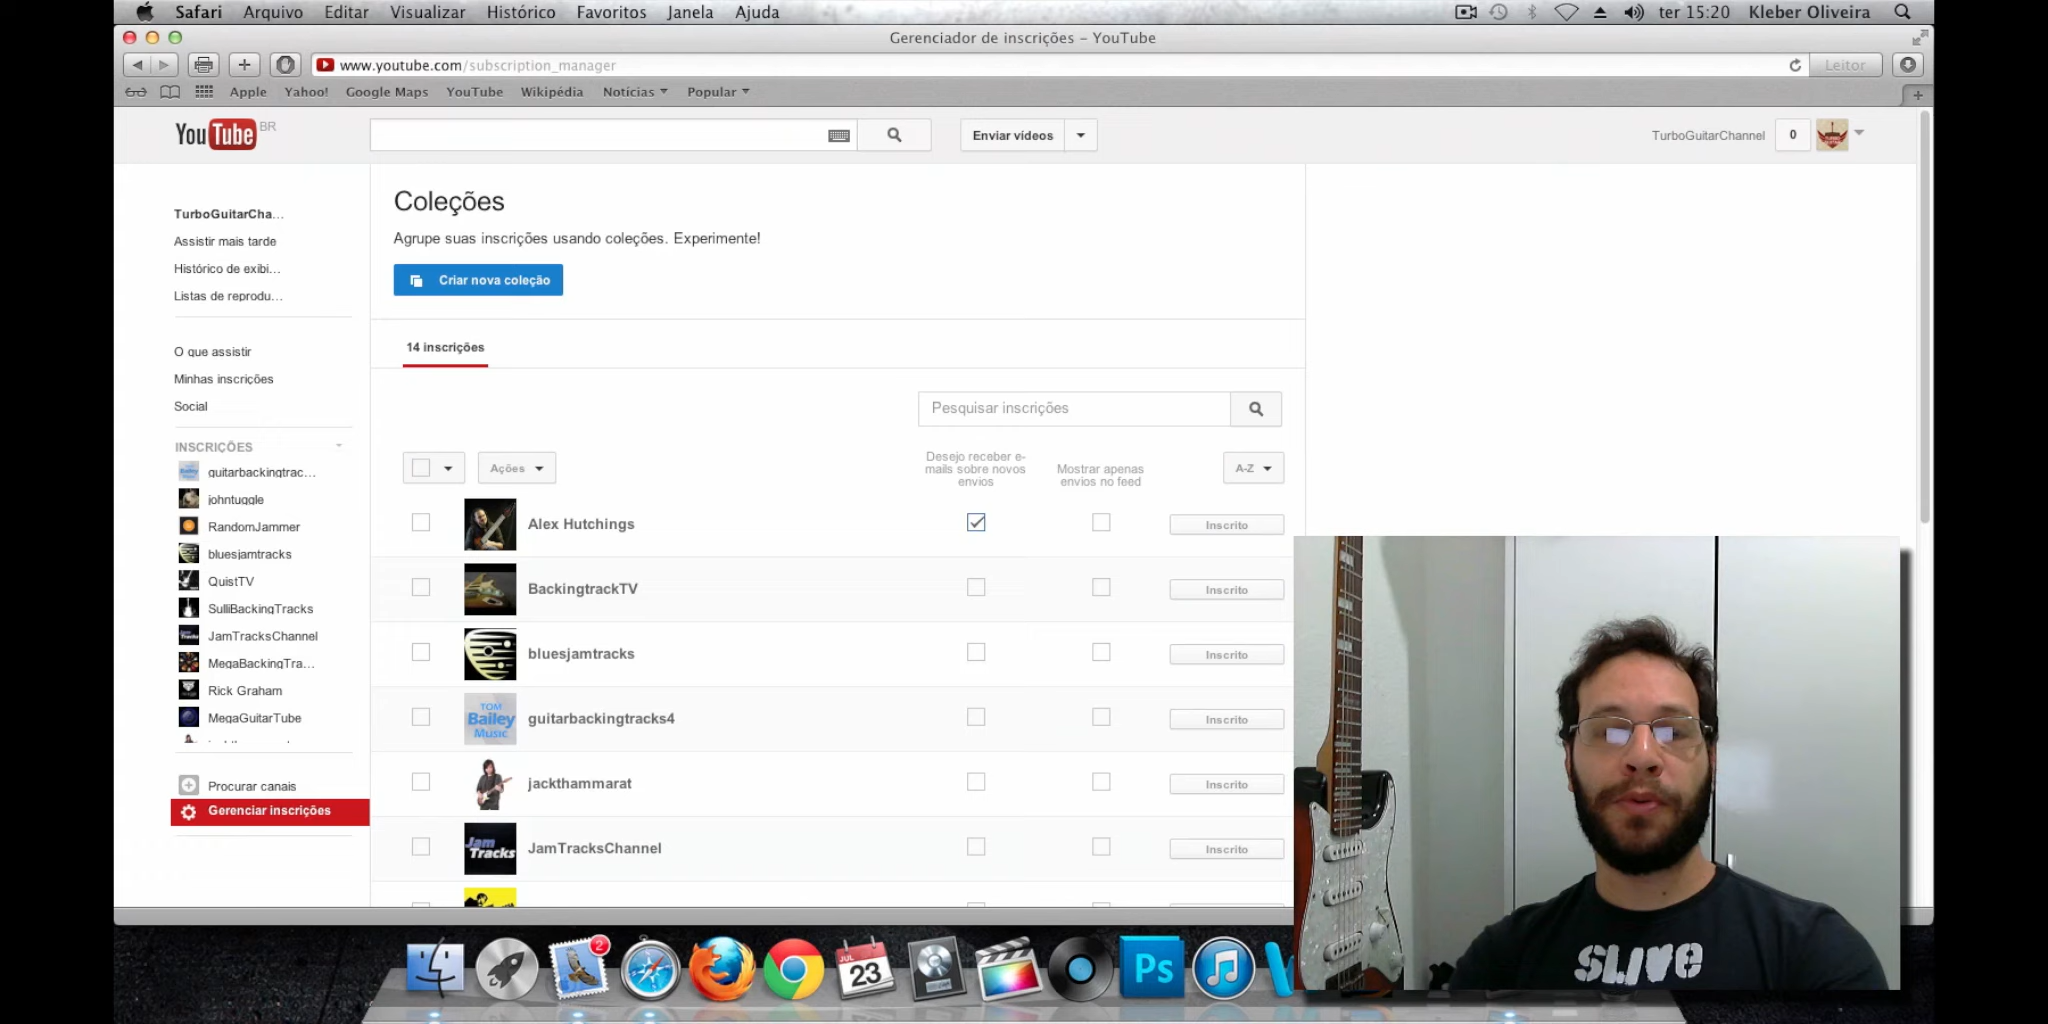 Safari Arquivo Editar Visualizar Histórico Favoritos Janela Ajuda
ter 15:20 Kleber Oliveira
Gerenciador de inscrições – YouTube
www.youtube.com/subscription_manager
Leitor
Apple Yahoo! Google Maps YouTube Wikipédia Notícias Popular
YouTube BR
Enviar vídeos
TurboGuitarChannel 0
TurboGuitarCha...
Assistir mais tarde
Histórico de exibi...
Listas de reprodu...
O que assistir
Minhas inscrições
Social
INSCRIÇÕES
guitarbackingtrac...
johntuggle
RandomJammer
bluesjamtracks
QuistTV
SulliBackingTracks
JamTracksChannel
MegaBackingTra...
Rick Graham
MegaGuitarTube
Procurar canais
Gerenciar inscrições
Coleções
Agrupe suas inscrições usando coleções. Experimente!
Criar nova coleção
14 inscrições
Pesquisar inscrições
Ações
Desejo receber e-
mails sobre novos
envios
Mostrar apenas
envios no feed
A-Z
Alex Hutchings Inscrito
BackingtrackTV Inscrito
bluesjamtracks Inscrito
TOM
Bailey
Music
guitarbackingtracks4 Inscrito
jackthammarat Inscrito
Jam
Tracks
JamTracksChannel Inscrito
2
JUL
23
Ps
SLIVE